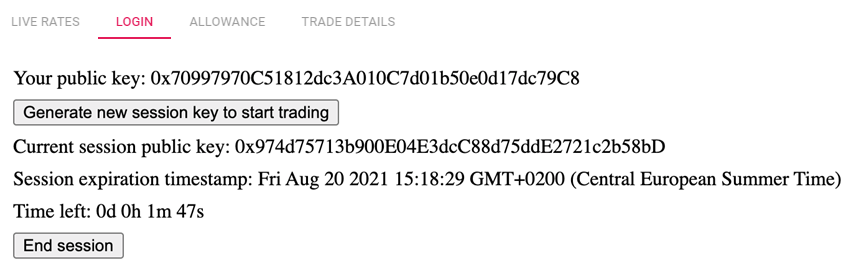 LIVE RATES LOGIN ALLOWANCE TRADE DETAILS
Your public key: 0x70997970C51812dc3A010C7d01b50e0d17dc79C8
Generate new session key to start trading
Current session public key: 0x974d75713b900E04E3dcC88d75ddE2721c2b58bD
Session expiration timestamp: Fri Aug 20 2021 15:18:29 GMT+0200 (Central European Summer Time)
Time left: 0d 0h 1m 47s
End session